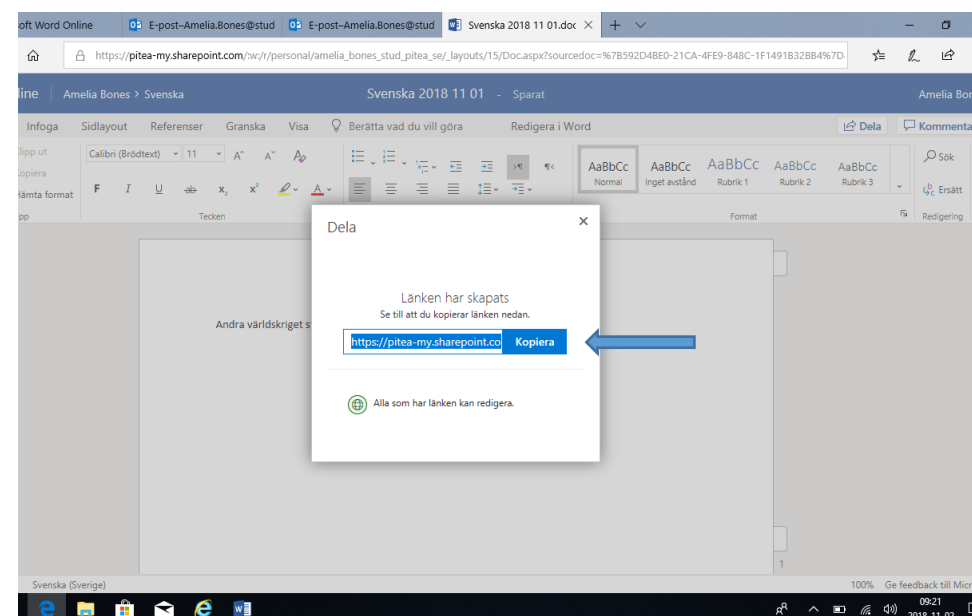 oft Word Online
E-post–Amelia.Bones@stud
E-post–Amelia.Bones@stud
Svenska 2018 11 01.doc
https://pitea-my.sharepoint.com/:w:/r/personal/amelia_bones_stud_pitea_se/_layouts/15/Doc.aspx?sourcedoc=%7B592D4BE0-21CA-4FE9-848C-1F1491B32BB4%7D
line Amelia Bones > Svenska
Svenska 2018 11 01 - Sparat
Amelia Bor
Infoga Sidlayout Referenser Granska Visa Berätta vad du vill göra Redigera i Word Dela Kommenta
Klipp ut
Kopiera
Hämta format
Calibri (Brödtext) 11 A A
F I U ab x₂ x² A
Tecken
AaBbCc AaBbCc AaBbCc AaBbCc AaBbCc
Normal Inget avstånd Rubrik 1 Rubrik 2 Rubrik 3
Format
Sök
Ersätt
Redigering
Dela
Länken har skapats
Se till att du kopierar länken nedan.
https://pitea-my.sharepoint.co Kopiera
Alla som har länken kan redigera.
Andra världskriget s
1
Svenska (Sverige)
100% Ge feedback till Micr
09:21
2018-11-02